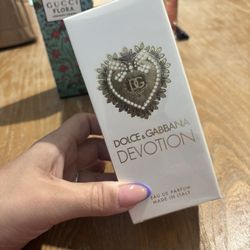 GUCCI
FLORA
DG
DOLCE & GABBANA
DEVOTION
EAU DE PARFUM
MADE IN ITALY